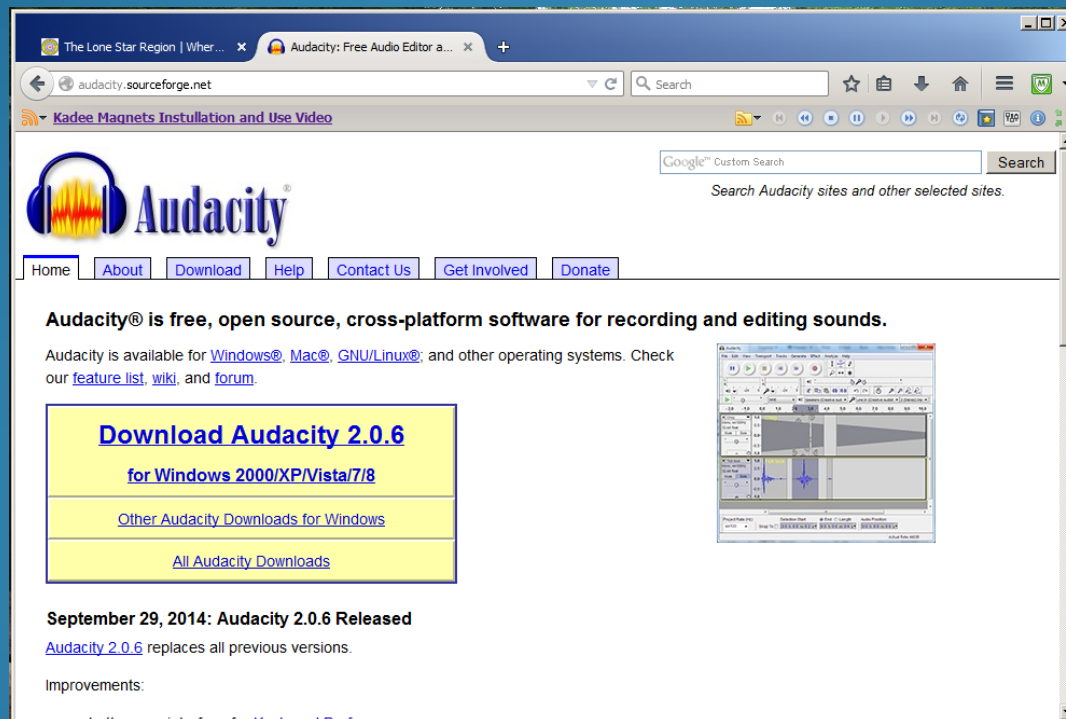 The Lone Star Region | Wher...
Audacity: Free Audio Editor a...
audacity.sourceforge.net
Search
Kadee Magnets Instullation and Use Video
Audacity®
Google™ Custom Search
Search
Search Audacity sites and other selected sites.
Home About Download Help Contact Us Get Involved Donate
Audacity® is free, open source, cross-platform software for recording and editing sounds.
Audacity is available for Windows®, Mac®, GNU/Linux®, and other operating systems. Check
our feature list, wiki, and forum.
Download Audacity 2.0.6
for Windows 2000/XP/Vista/7/8
Other Audacity Downloads for Windows
All Audacity Downloads
September 29, 2014: Audacity 2.0.6 Released
Audacity 2.0.6 replaces all previous versions.
Improvements: